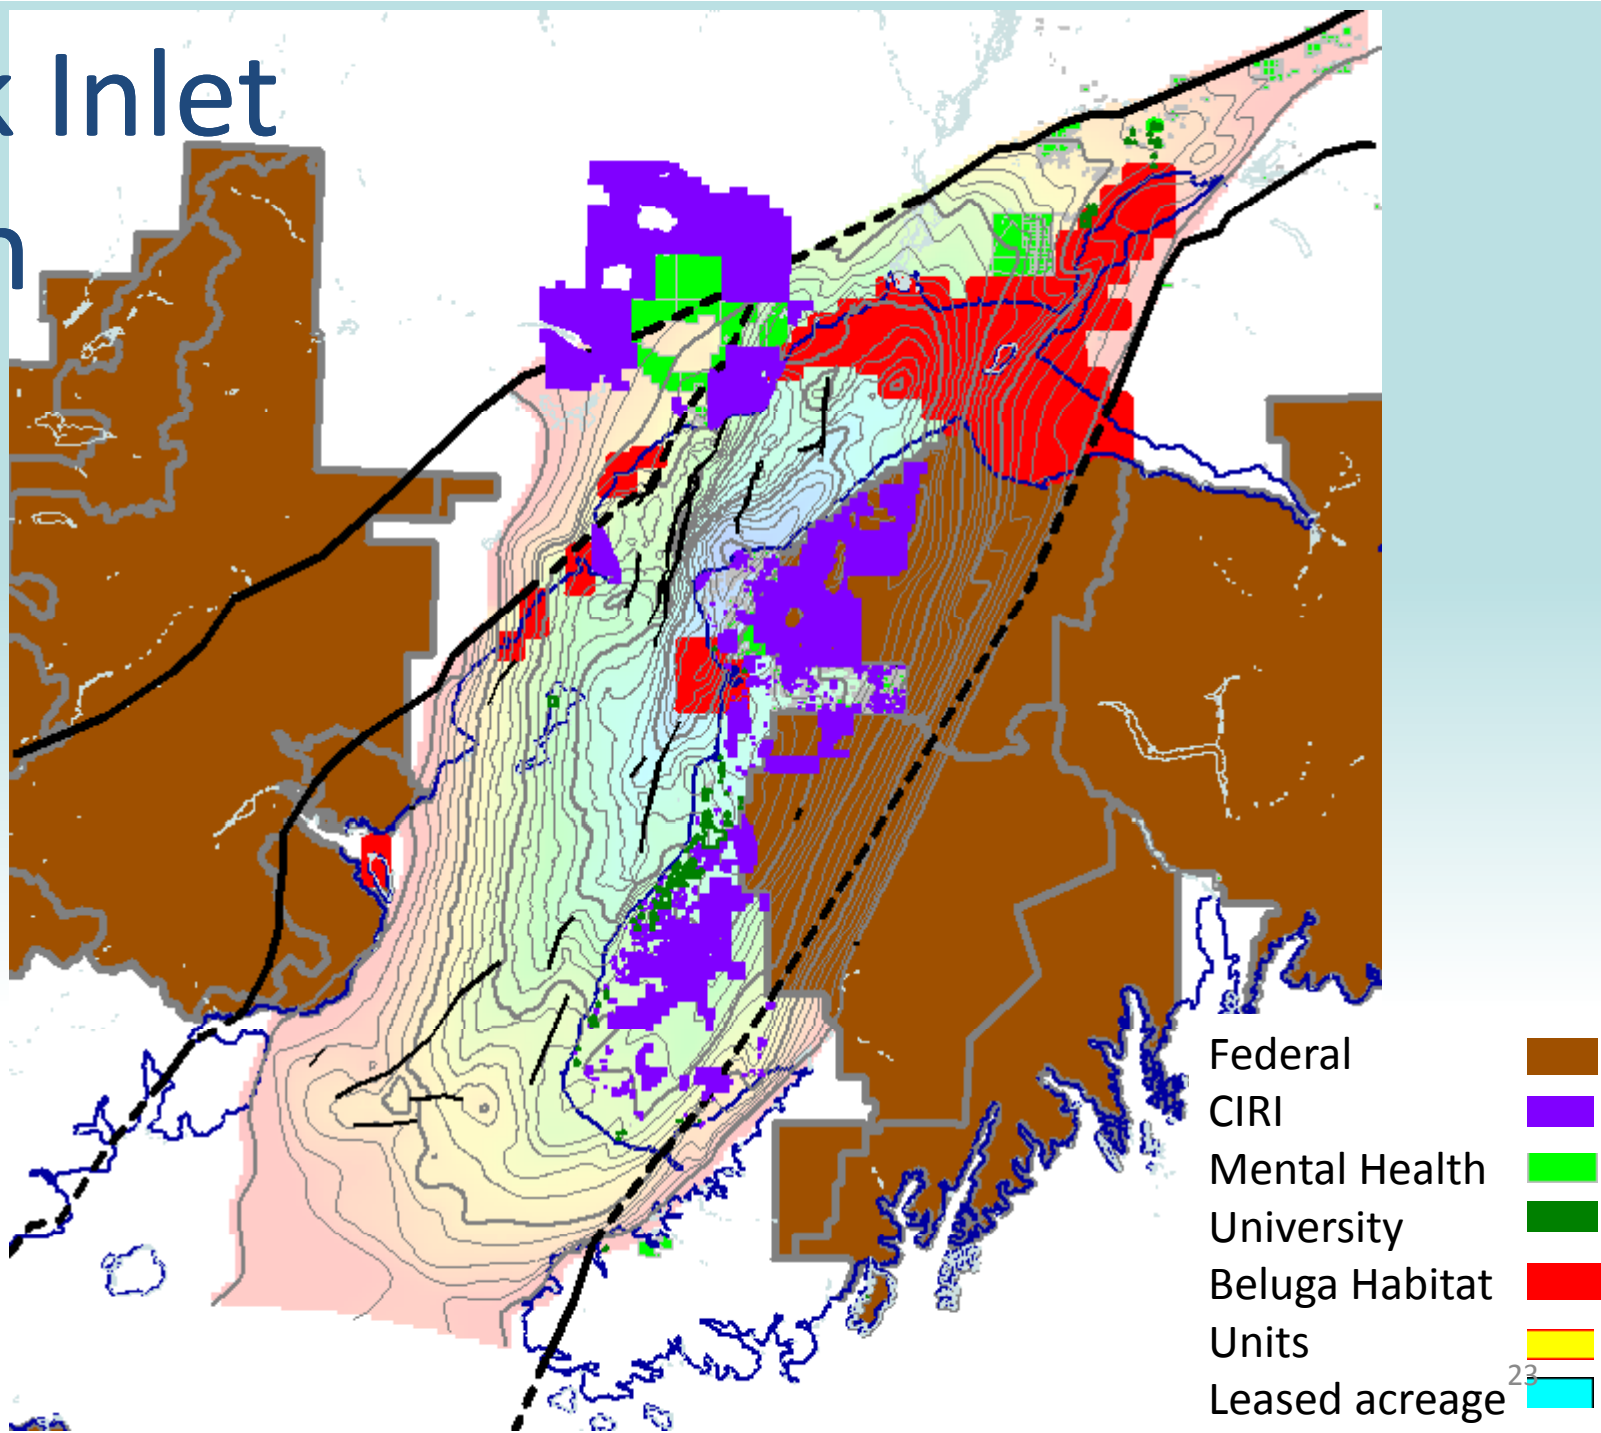 k Inlet
n
Federal
CIRI
Mental Health
University
Beluga Habitat
Units
23
Leased acreage